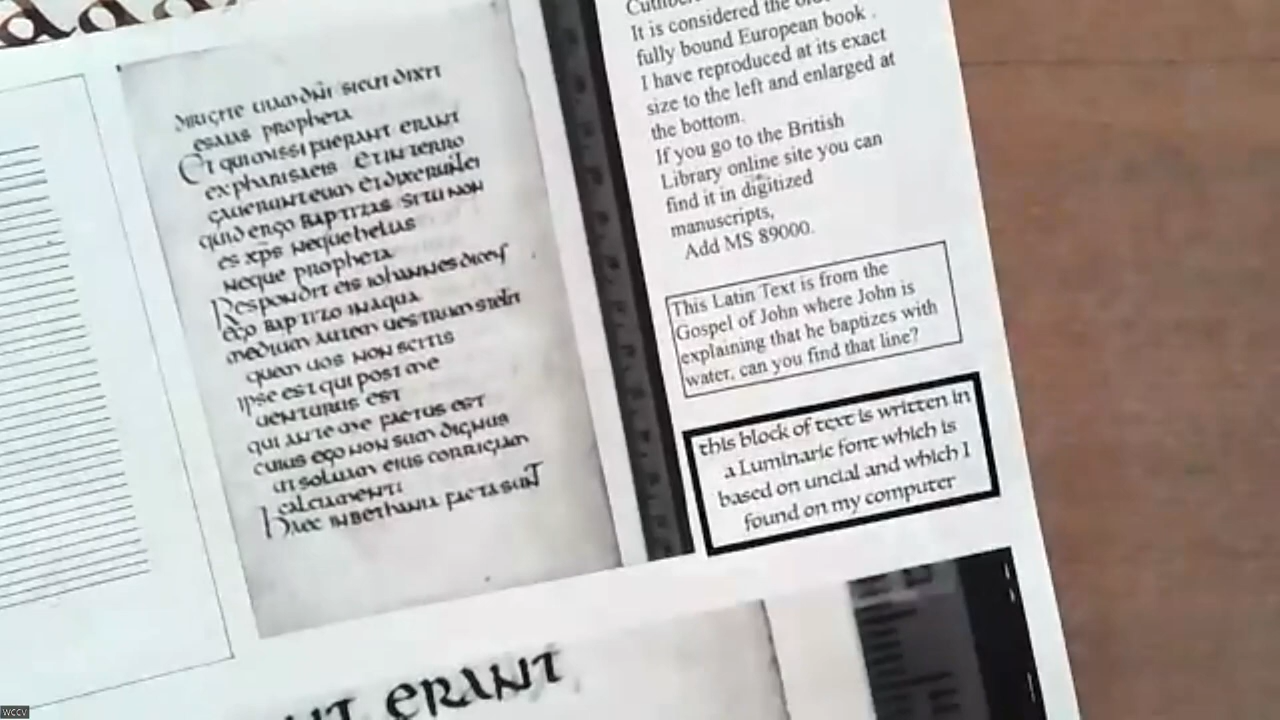 dirigite uiam dñi sicut dixit
esaias propheta
Et qui missi fuerant erant
ex pharisaeis Et interro
gauerunt eum et dixerunt ei
quid ergo baptizas si tu non
es xps neque helias
neque propheta
Respondit eis iohannes dicens
ego baptizo in aqua
medium autem uestrum stetit
quem uos non scitis
ipse est qui post me
uenturus est
qui ante me factus est
cuius ego non sum dignus
ut soluam eius corrigiam
calciamenti
haec in bethania facta sunt
It is considered the
fully bound European book .
I have reproduced at its exact
size to the left and enlarged at
the bottom.
If you go to the British
Library online site you can
find it in digitized
manuscripts,
Add MS 89000.
This Latin Text is from the
Gospel of John where John is
explaining that he baptizes with
water, can you find that line?
this block of text is written in
a Luminaric font which is
based on uncial and which I
found on my computer
ERANT
WCCV